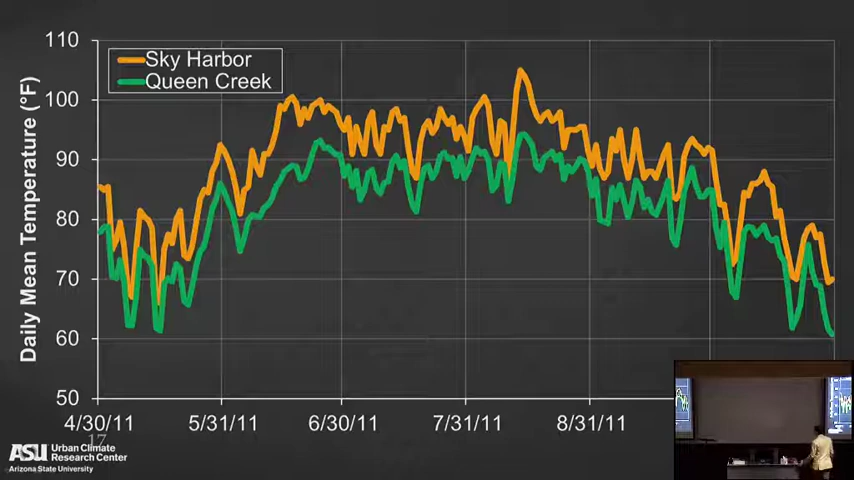 Daily Mean Temperature (°F)
110
100
90
80
70
60
50
Sky Harbor
Queen Creek
4/30/11
5/31/11
6/30/11
7/31/11
8/31/11
17
ASU Urban Climate
Research Center
Arizona State University